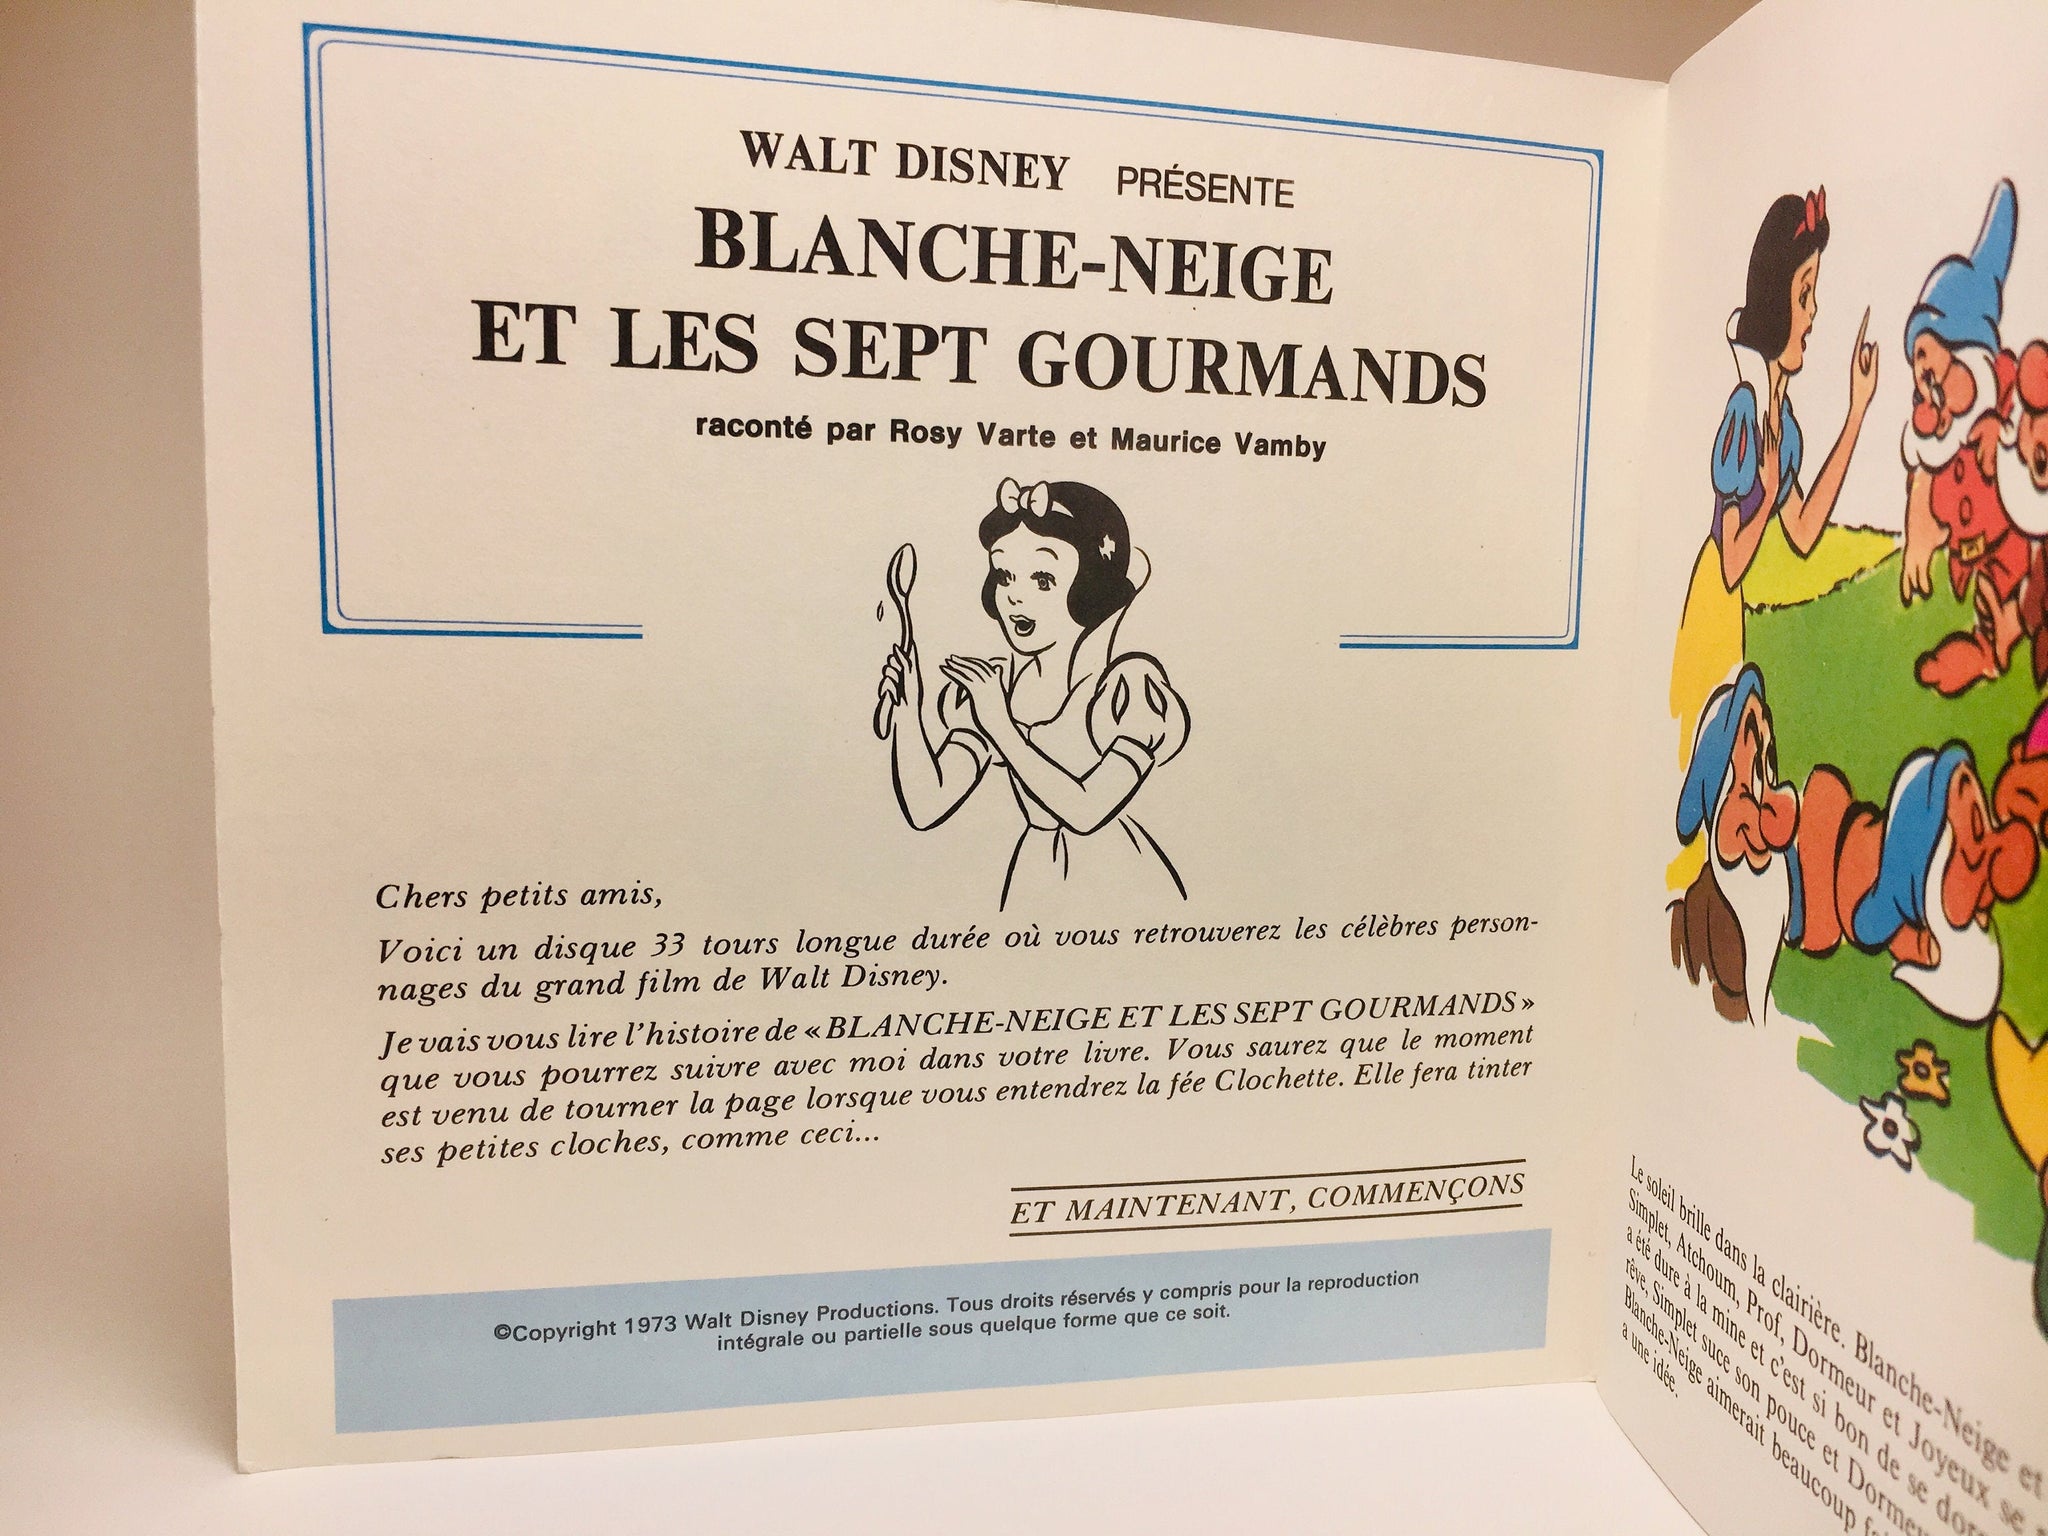 WALT DISNEY PRÉSENTE
BLANCHE-NEIGE
ET LES SEPT GOURMANDS
raconté par Rosy Varte et Maurice Vamby
Chers petits amis,
Voici un disque 33 tours longue durée où vous retrouverez les célèbres person-
nages du grand film de Walt Disney.
Je vais vous lire l'histoire de «BLANCHE-NEIGE ET LES SEPT GOURMANDS»
que vous pourrez suivre avec moi dans votre livre. Vous saurez que le moment
est venu de tourner la page lorsque vous entendrez la fée Clochette. Elle fera tinter
ses petites cloches, comme ceci...
ET MAINTENANT, COMMENÇONS
©Copyright 1973 Walt Disney Productions. Tous droits réservés y compris pour la reproduction
intégrale ou partielle sous quelque forme que ce soit.
Le soleil brille dans la clairière. Blanche-Neige et
Simplet, Atchoum, Prof, Dormeur et Joyeux se
a été dure à la mine et c'est si bon de se
rêve, Simplet suce son pouce et
Blanche-Neige aimerait beaucoup
a une idée.